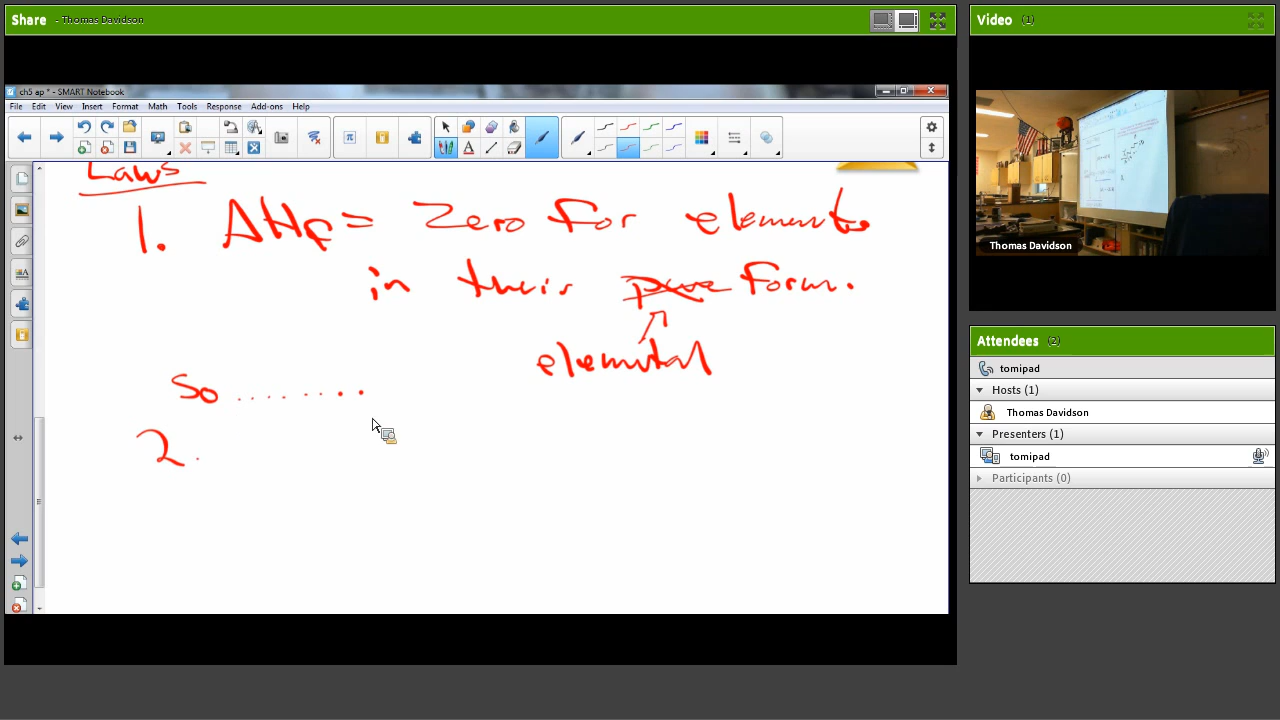 Share - Thomas Davidson
Video (1)
ch5 ap * - SMART Notebook
File Edit View Insert Format Math Tools Response Add-ons Help
Laws
1. ΔHf = Zero for elements
in their pure form.
elemental
So ........
2.
Thomas Davidson
Attendees (2)
tomipad
Hosts (1)
Thomas Davidson
Presenters (1)
tomipad
Participants (0)